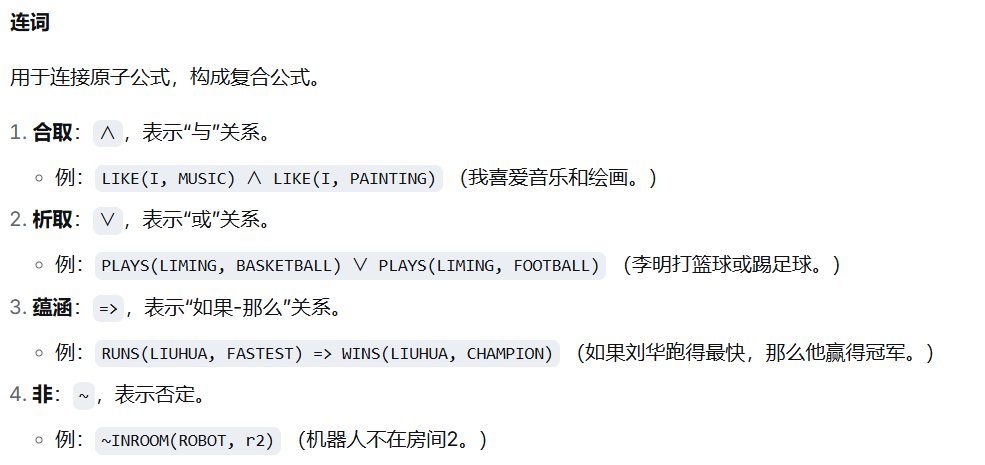 连词
用于连接原子公式，构成复合公式。
1. 合取：∧，表示“与”关系。
○ 例：LIKE(I, MUSIC) ∧ LIKE(I, PAINTING) （我喜爱音乐和绘画。）
2. 析取：∨，表示“或”关系。
○ 例：PLAYS(LIMING, BASKETBALL) ∨ PLAYS(LIMING, FOOTBALL) （李明打篮球或踢足球。）
3. 蕴涵：=>，表示“如果-那么”关系。
○ 例：RUNS(LIUHUA, FASTEST) => WINS(LIUHUA, CHAMPION) （如果刘华跑得最快，那么他赢得冠军。）
4. 非：~，表示否定。
○ 例：~INROOM(ROBOT, r2) （机器人不在房间2。）